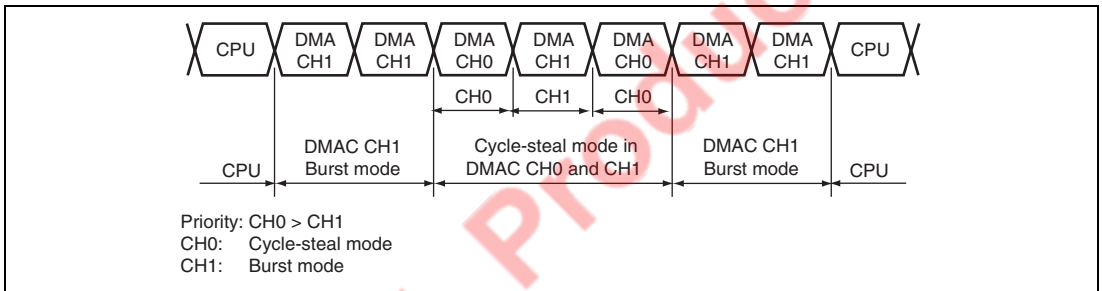 CPU DMA CH1 DMA CH1 DMA CH0 DMA CH1 DMA CH0 DMA CH1 DMA CH1 CPU
CH0 CH1 CH0
CPU DMAC CH1 Burst mode Cycle-steal mode in DMAC CH0 and CH1 DMAC CH1 Burst mode CPU
Priority: CH0 > CH1
CH0: Cycle-steal mode
CH1: Burst mode
Produc